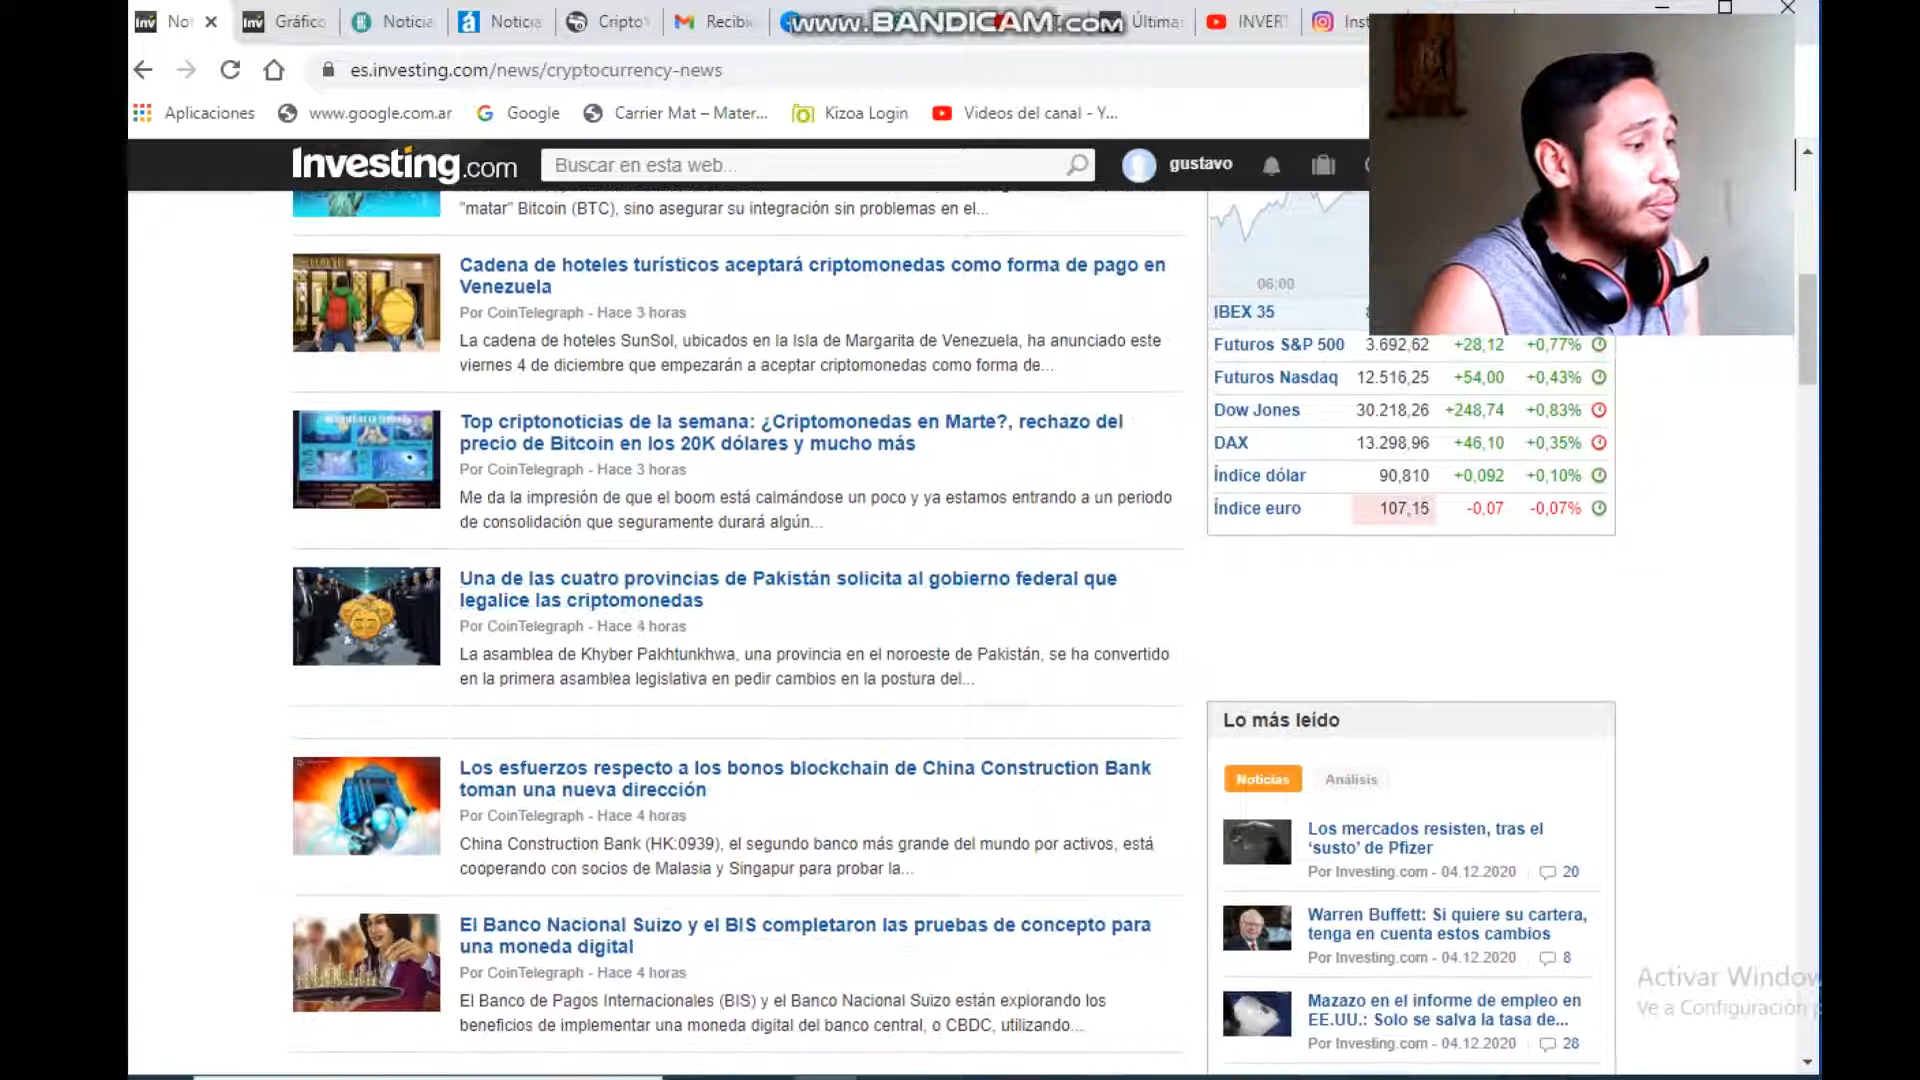 Not
Gráfico
Noticia
Noticia
Cripto
Recibi
www.BANDICAM.com
Última
INVERT
Inst
es.investing.com/news/cryptocurrency-news
Aplicaciones
www.google.com.ar
Google
Carrier Mat – Mater...
Kizoa Login
Videos del canal - Y...
Investing.com
Buscar en esta web...
gustavo
"matar" Bitcoin (BTC), sino asegurar su integración sin problemas en el...
Cadena de hoteles turísticos aceptará criptomonedas como forma de pago en
Venezuela
Por CoinTelegraph - Hace 3 horas
La cadena de hoteles SunSol, ubicados en la Isla de Margarita de Venezuela, ha anunciado este
viernes 4 de diciembre que empezarán a aceptar criptomonedas como forma de...
Top criptonoticias de la semana: ¿Criptomonedas en Marte?, rechazo del
precio de Bitcoin en los 20K dólares y mucho más
Por CoinTelegraph - Hace 3 horas
Me da la impresión de que el boom está calmándose un poco y ya estamos entrando a un periodo
de consolidación que seguramente durará algún...
Una de las cuatro provincias de Pakistán solicita al gobierno federal que
legalice las criptomonedas
Por CoinTelegraph - Hace 4 horas
La asamblea de Khyber Pakhtunkhwa, una provincia en el noroeste de Pakistán, se ha convertido
en la primera asamblea legislativa en pedir cambios en la postura del...
Los esfuerzos respecto a los bonos blockchain de China Construction Bank
toman una nueva dirección
Por CoinTelegraph - Hace 4 horas
China Construction Bank (HK:0939), el segundo banco más grande del mundo por activos, está
cooperando con socios de Malasia y Singapur para probar la...
El Banco Nacional Suizo y el BIS completaron las pruebas de concepto para
una moneda digital
Por CoinTelegraph - Hace 4 horas
El Banco de Pagos Internacionales (BIS) y el Banco Nacional Suizo están explorando los
beneficios de implementar una moneda digital del banco central, o CBDC, utilizando...
06:00
IBEX 35
Futuros S&P 500 3.692,62 +28,12 +0,77%
Futuros Nasdaq 12.516,25 +54,00 +0,43%
Dow Jones 30.218,26 +248,74 +0,83%
DAX 13.298,96 +46,10 +0,35%
Índice dólar 90,810 +0,092 +0,10%
Índice euro 107,15 -0,07 -0,07%
Lo más leído
Noticias
Análisis
Los mercados resisten, tras el
‘susto’ de Pfizer
Por Investing.com - 04.12.2020 20
Warren Buffett: Si quiere su cartera,
tenga en cuenta estos cambios
Por Investing.com - 04.12.2020 8
Mazazo en el informe de empleo en
EE.UU.: Solo se salva la tasa de...
Por Investing.com - 04.12.2020 28
Activar Window
Ve a Configuración p